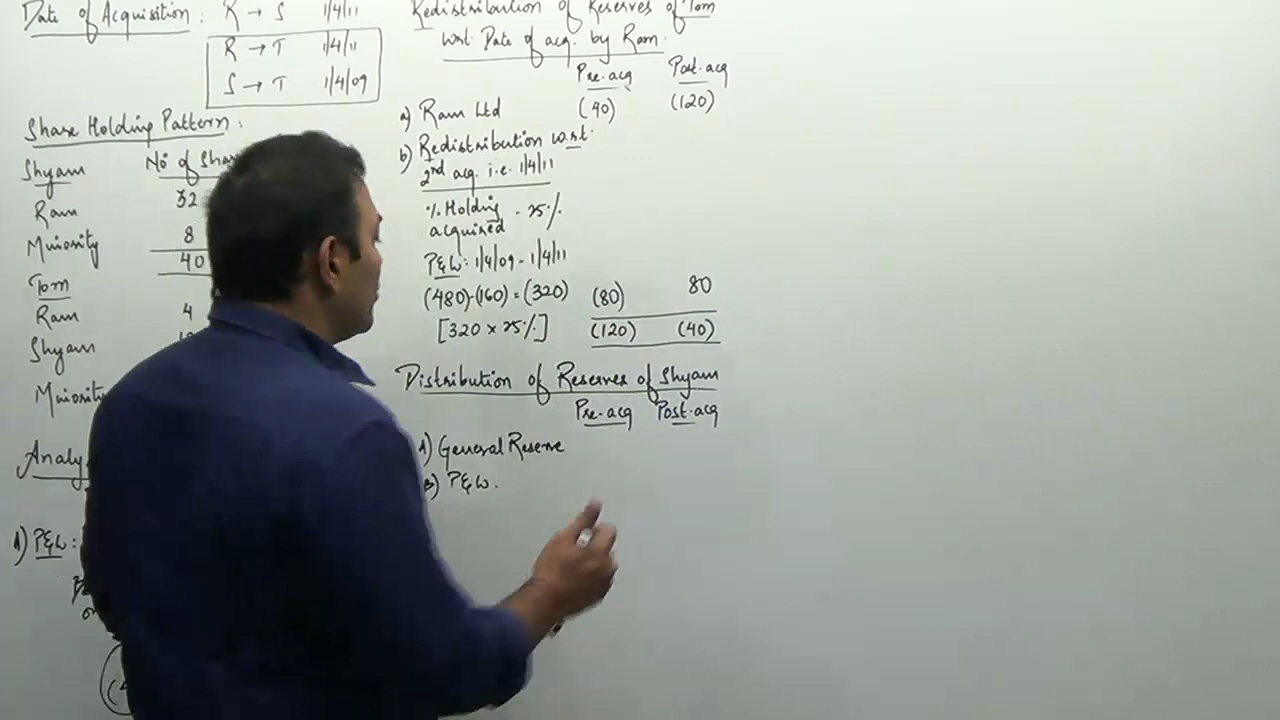 Date of Acquisition : R → S 1/4/11
R → T 1/4/11
S → T 1/4/09
Share Holding Pattern :
Shyam No of Sha
Ram 32
Minority 8
40
Tom
Ram 4
Shyam
Minority
Analy
A) P&L :
Redistribution of Reserves of Tom
w.r.t. Date of acq. by Ram.
Pre-acq Post-acq
a) Ram Ltd (40) (120)
b) Redistribution w.r.t.
2nd acq. i.e. 1/4/11
% Holding - 25%
acquired
P&L : 1/4/09 - 1/4/11
(480)-(160) = (320) (80) 80
[320 x 25%] (120) (40)
Distribution of Reserves of Shyam
Pre-acq Post-acq
A) General Reserve
B) P&L.